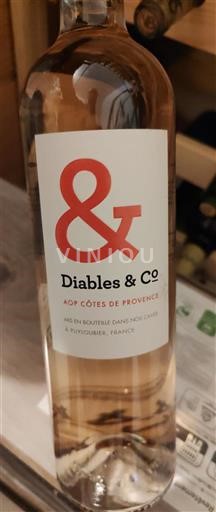 &
VINIOU
Diables & Co
AOP CÔTES DE PROVENCE
MIS EN BOUTEILLE DANS NOS CAVES
À PUYLOUBIER, FRANCE